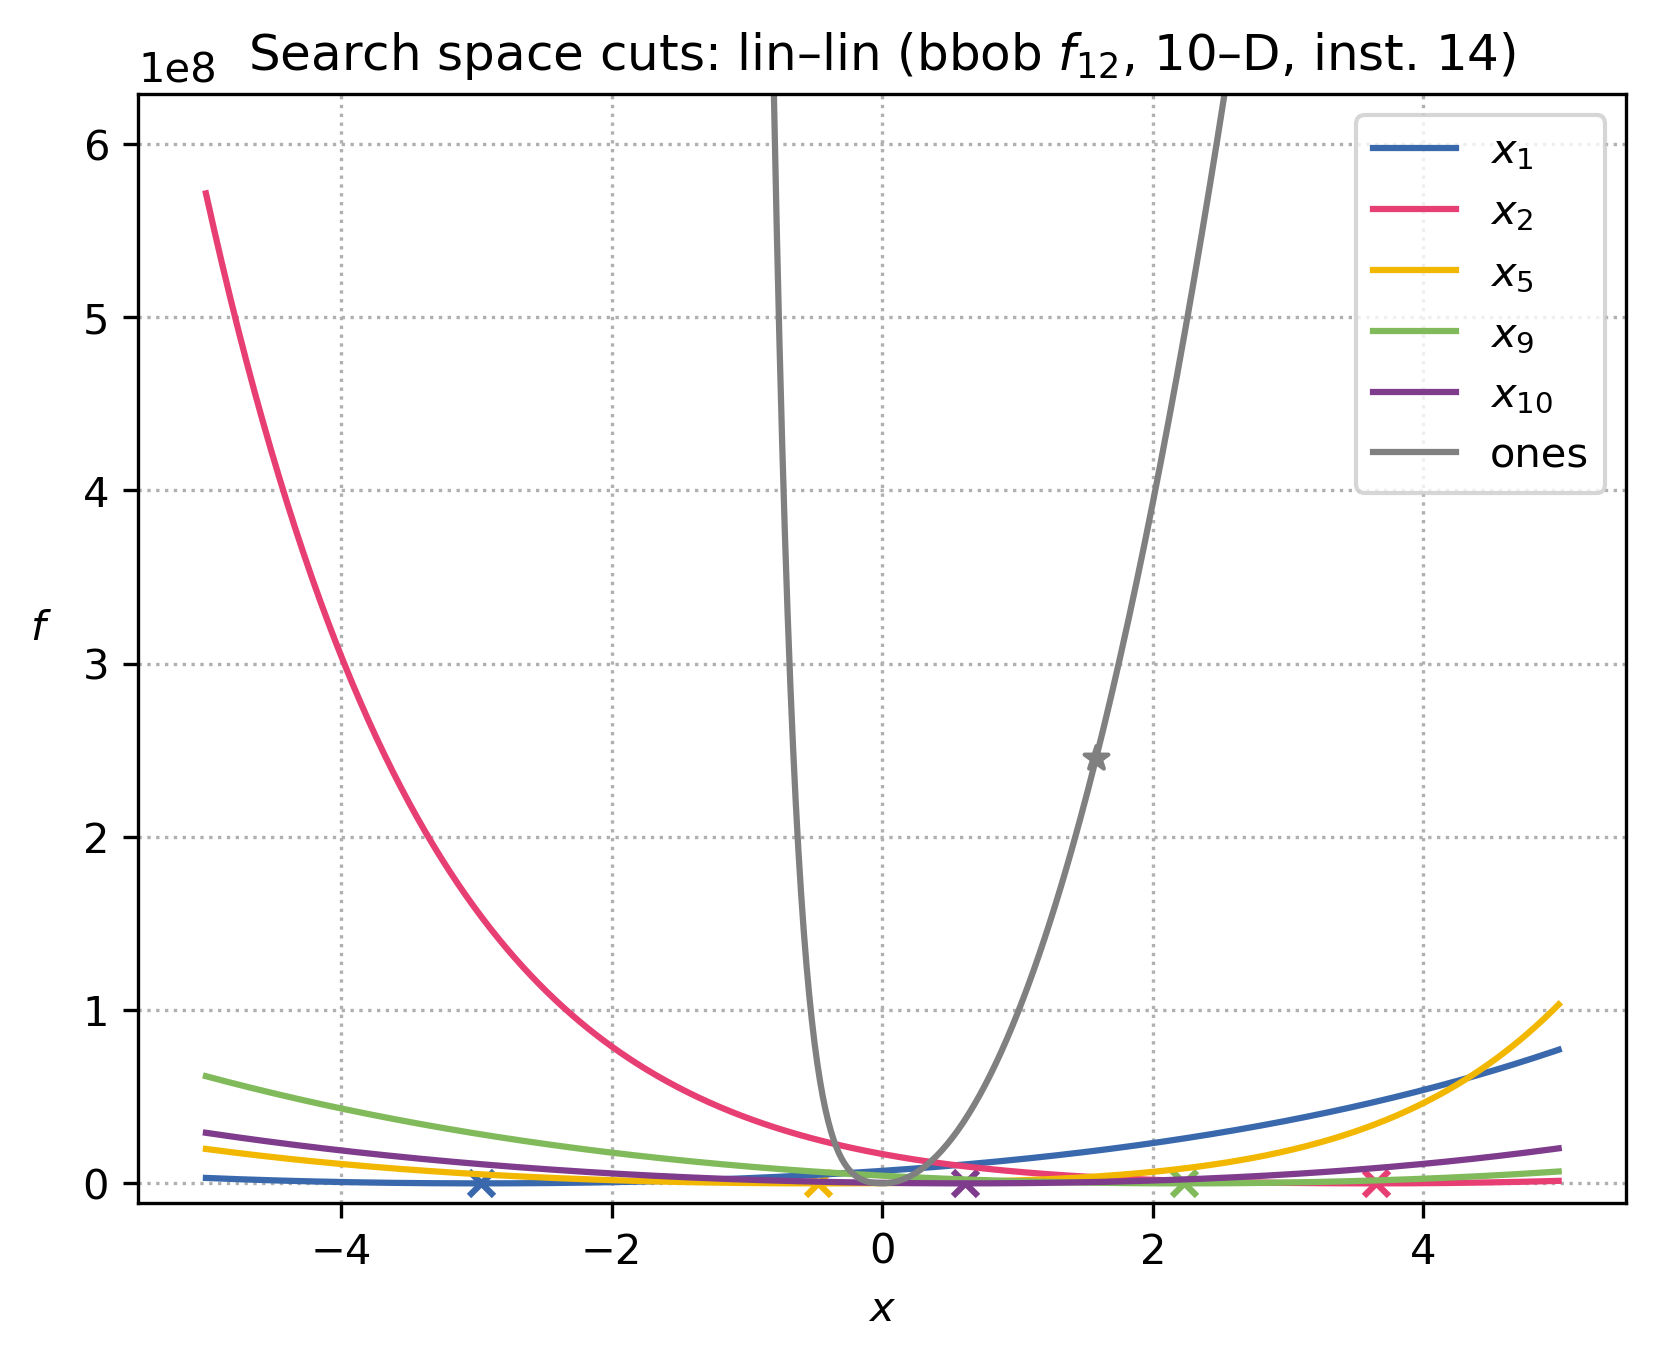 Search space cuts: lin–lin (bbob f₁₂, 10–D, inst. 14)
1e8
6
5
4
3
2
1
0
f
−4
−2
0
2
4
x
x₁
x₂
x₅
x₉
x₁₀
ones